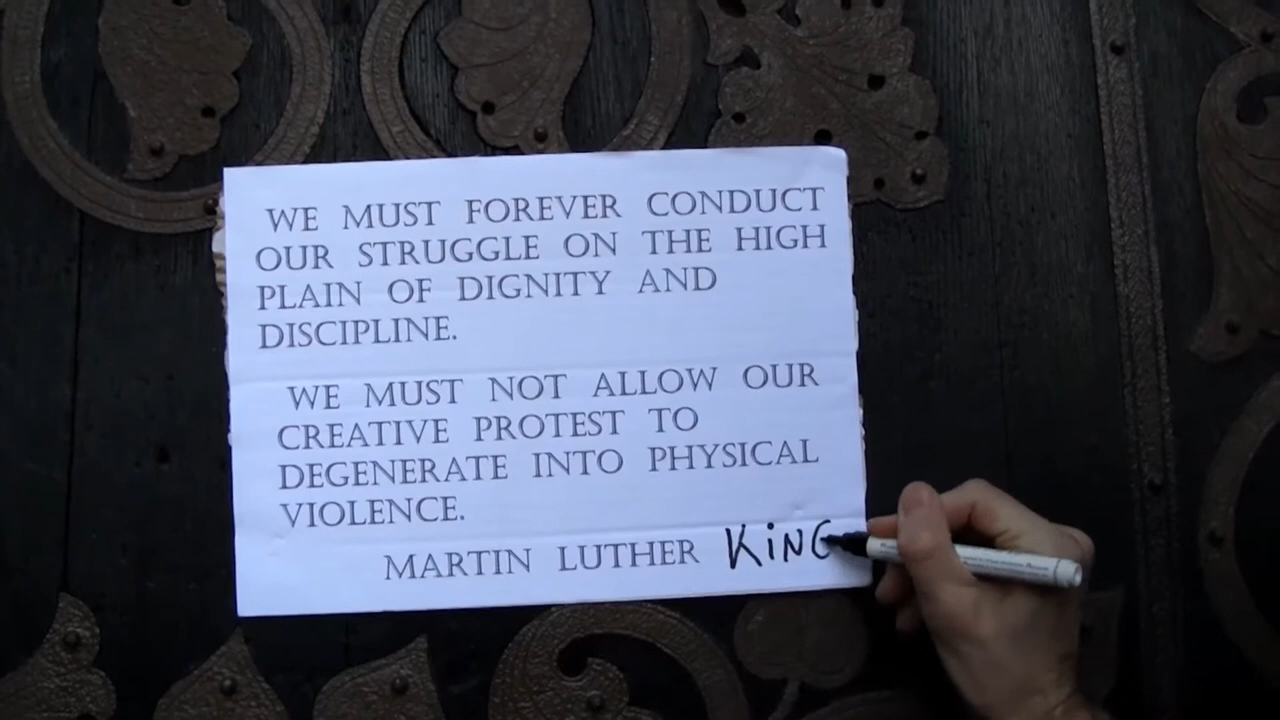 WE MUST FOREVER CONDUCT
OUR STRUGGLE ON THE HIGH
PLAIN OF DIGNITY AND
DISCIPLINE.
WE MUST NOT ALLOW OUR
CREATIVE PROTEST TO
DEGENERATE INTO PHYSICAL
VIOLENCE.
MARTIN LUTHER KiNG